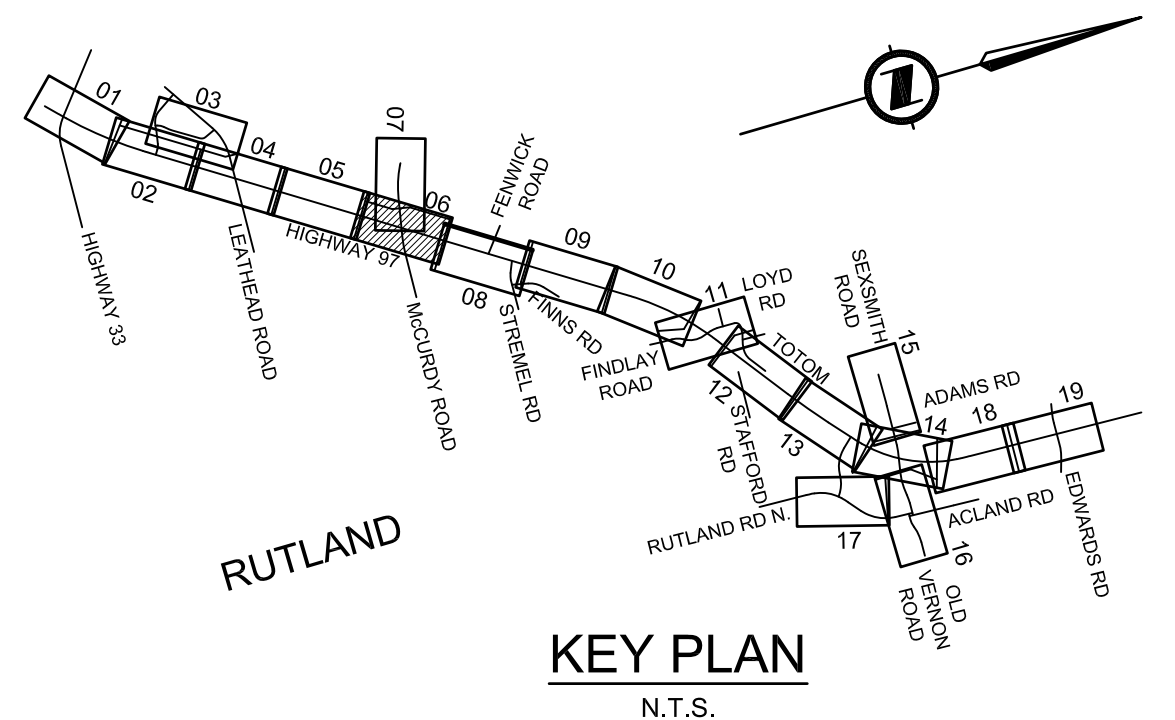 01
02
03
04
05
06
07
08
09
10
11
12
13
14
15
16
17
18
19
HIGHWAY 33
LEATHEAD ROAD
HIGHWAY 97
McCURDY ROAD
FENWICK
ROAD
STREMEL RD
FINNS RD
FINDLAY
ROAD
LOYD
RD
TOTOM
STAFFORD
RD
SEXSMITH
ROAD
ADAMS RD
RUTLAND RD N.
ACLAND RD
OLD
VERNON
ROAD
EDWARDS RD
RUTLAND
KEY PLAN
N.T.S.